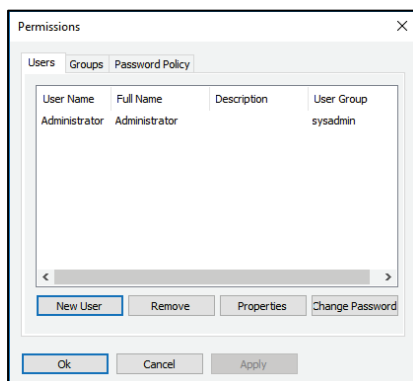 Permissions
Users Groups Password Policy
User Name Full Name Description User Group
Administrator Administrator sysadmin
New User Remove Properties Change Password
Ok Cancel Apply